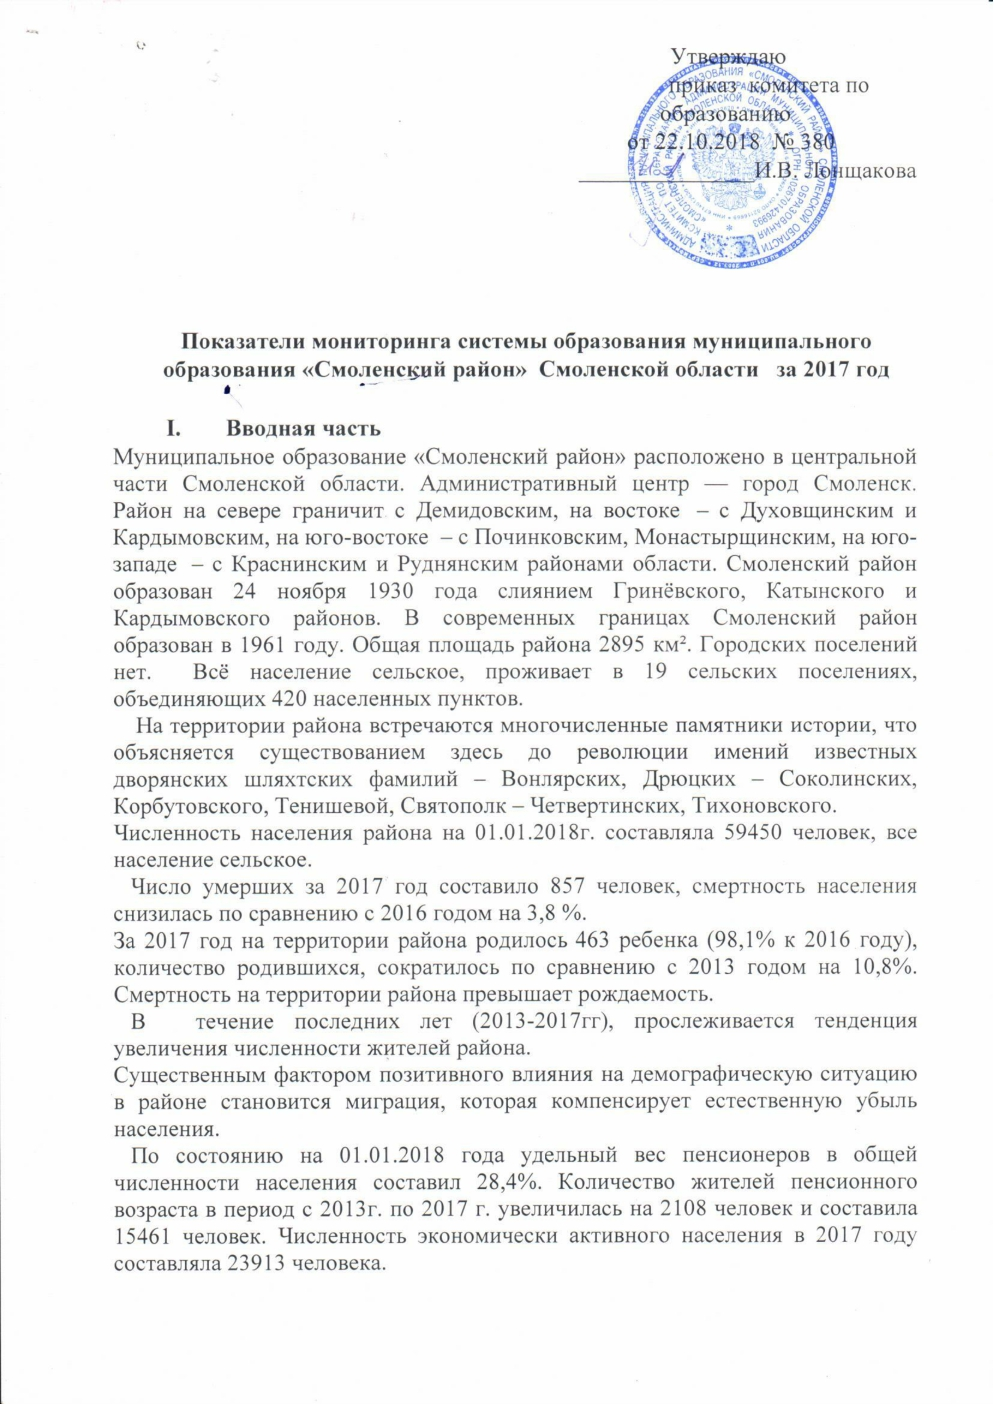 Утверждаю
приказ комитета по
образованию
от 22.10.2018 № 380
И.В. Лонщакова
Показатели мониторинга системы образования муниципального
образования «Смоленский район» Смоленской области за 2017 год
I. Вводная часть
Муниципальное образование «Смоленский район» расположено в центральной
части Смоленской области. Административный центр — город Смоленск.
Район на севере граничит с Демидовским, на востоке – с Духовщинским и
Кардымовским, на юго-востоке – с Починковским, Монастырщинским, на юго-
западе – с Краснинским и Руднянским районами области. Смоленский район
образован 24 ноября 1930 года слиянием Гринёвского, Катынского и
Кардымовского районов. В современных границах Смоленский район
образован в 1961 году. Общая площадь района 2895 км². Городских поселений
нет. Всё население сельское, проживает в 19 сельских поселениях,
объединяющих 420 населенных пунктов.
На территории района встречаются многочисленные памятники истории, что
объясняется существованием здесь до революции имений известных
дворянских шляхтских фамилий – Вонлярских, Дрюцких – Соколинских,
Корбутовского, Тенишевой, Святополк – Четвертинских, Тихоновского.
Численность населения района на 01.01.2018г. составляла 59450 человек, все
население сельское.
Число умерших за 2017 год составило 857 человек, смертность населения
снизилась по сравнению с 2016 годом на 3,8 %.
За 2017 год на территории района родилось 463 ребенка (98,1% к 2016 году),
количество родившихся, сократилось по сравнению с 2013 годом на 10,8%.
Смертность на территории района превышает рождаемость.
В течение последних лет (2013-2017гг), прослеживается тенденция
увеличения численности жителей района.
Существенным фактором позитивного влияния на демографическую ситуацию
в районе становится миграция, которая компенсирует естественную убыль
населения.
По состоянию на 01.01.2018 года удельный вес пенсионеров в общей
численности населения составил 28,4%. Количество жителей пенсионного
возраста в период с 2013г. по 2017 г. увеличилась на 2108 человек и составила
15461 человек. Численность экономически активного населения в 2017 году
составляла 23913 человека.